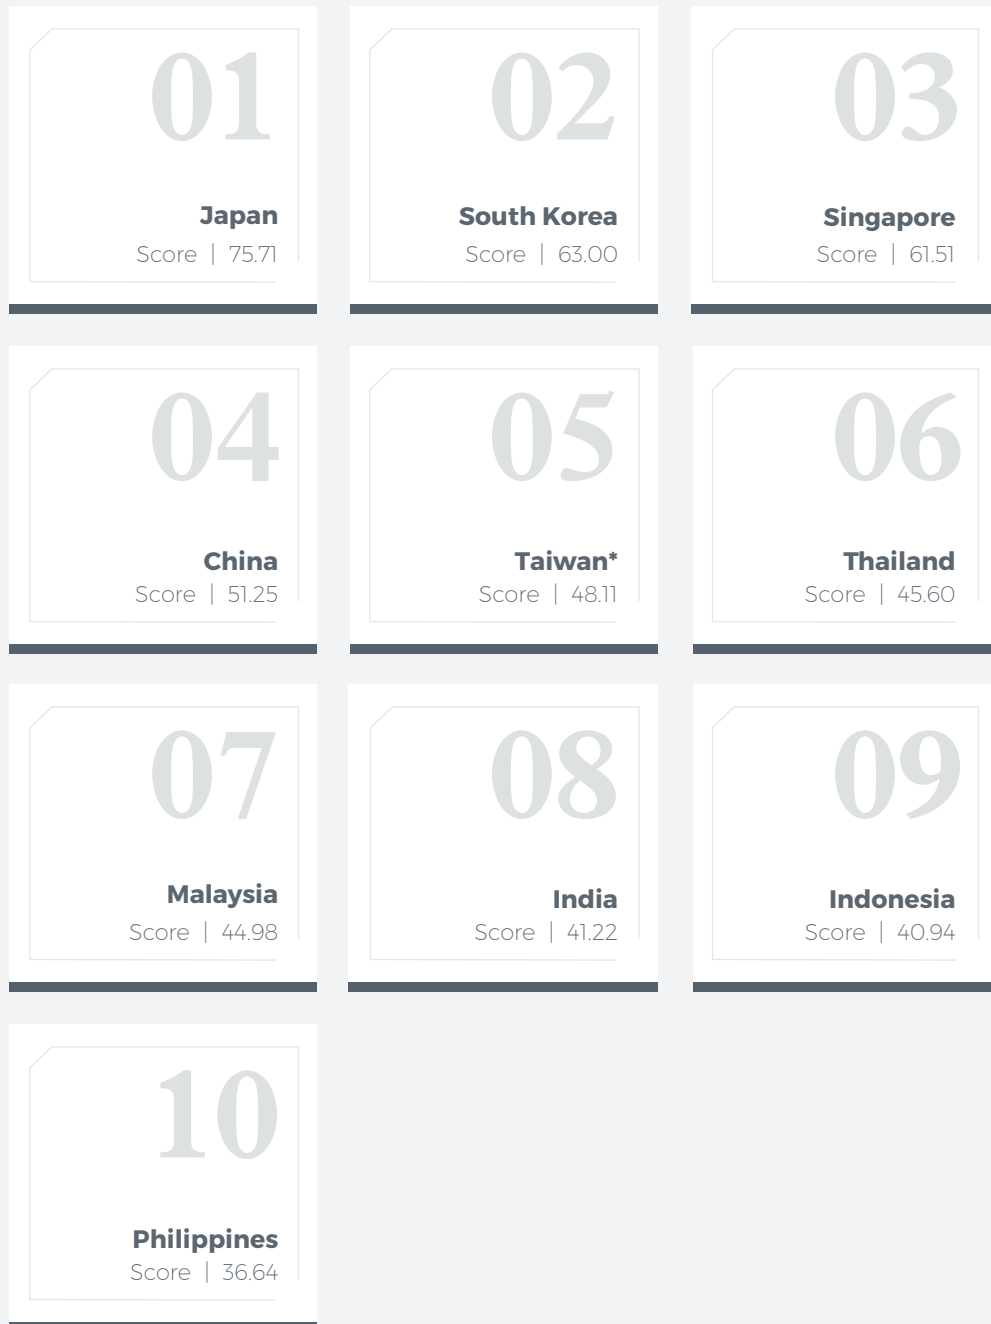 01
Japan
Score | 75.71
02
South Korea
Score | 63.00
03
Singapore
Score | 61.51
04
China
Score | 51.25
05
Taiwan*
Score | 48.11
06
Thailand
Score | 45.60
07
Malaysia
Score | 44.98
08
India
Score | 41.22
09
Indonesia
Score | 40.94
10
Philippines
Score | 36.64